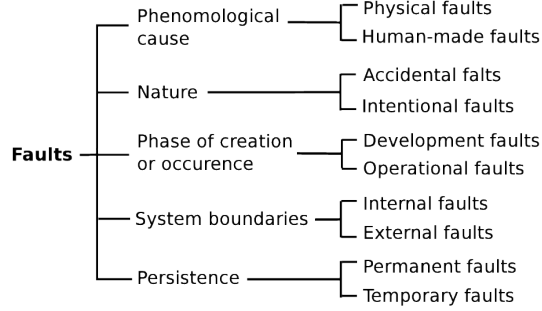 Physical faults
Phenomological
cause
Human-made faults
Accidental falts
Nature
Intentional faults
Faults
Phase of creation
or occurence
Development faults
Operational faults
System boundaries
Internal faults
External faults
Persistence
Permanent faults
Temporary faults